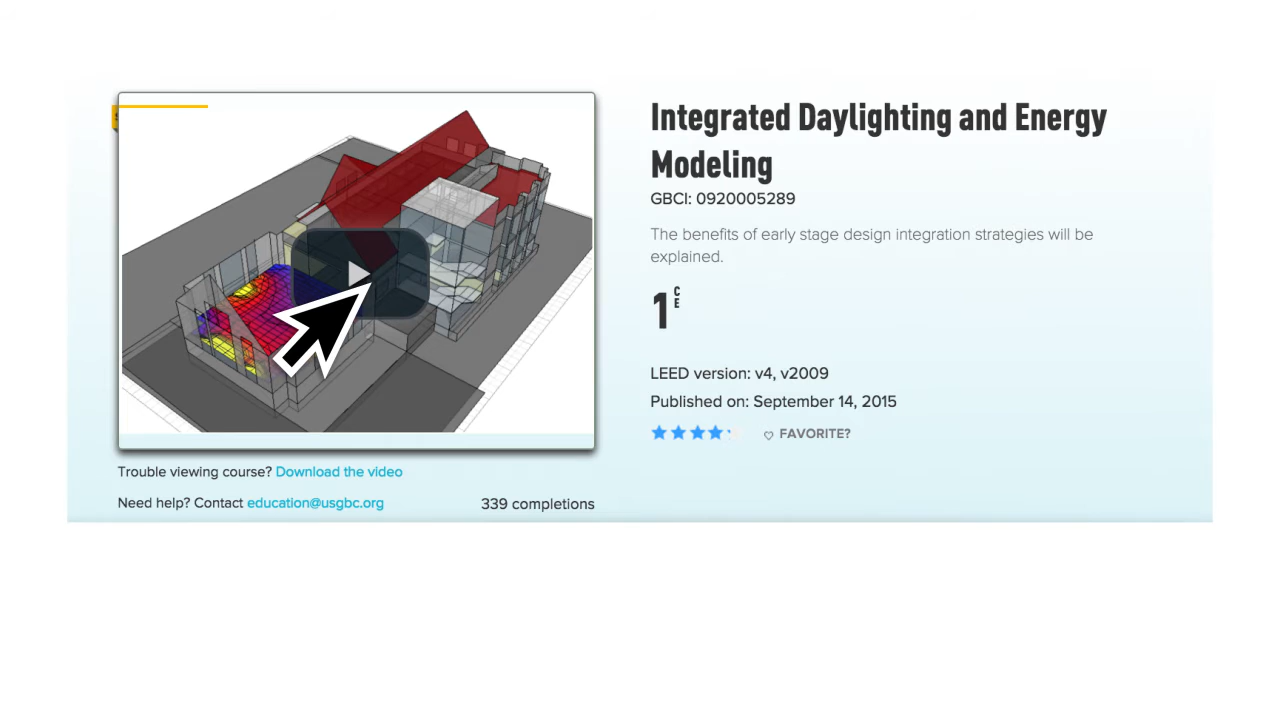 Integrated Daylighting and Energy
Modeling
GBCI: 0920005289
The benefits of early stage design integration strategies will be
explained.
1 CE
LEED version: v4, v2009
Published on: September 14, 2015
FAVORITE?
Trouble viewing course? Download the video
Need help? Contact education@usgbc.org
339 completions